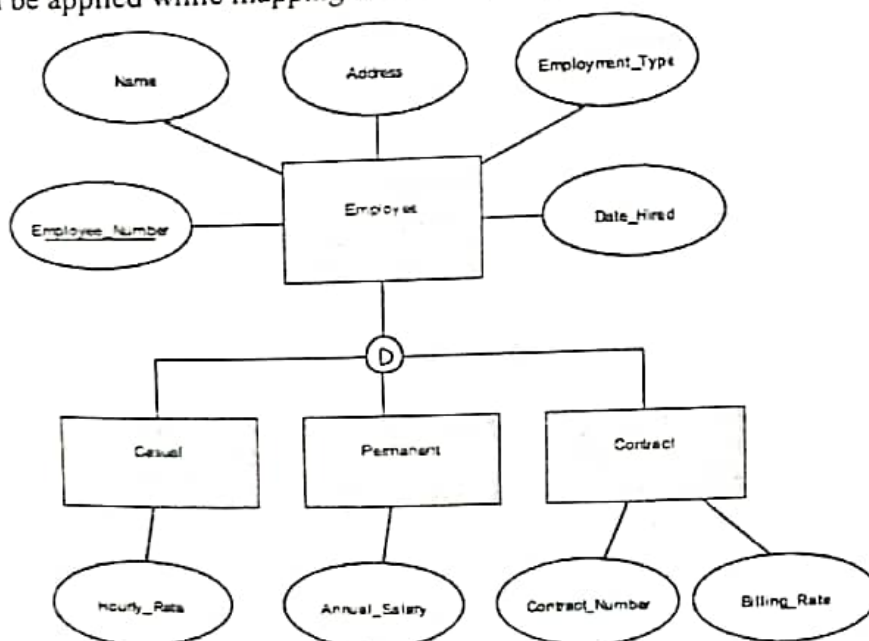 be applied while mapping
Name
Address
Employment_Type
Employee_Number
Employee
Date_Hired
D
Casual
Permanent
Contract
Hourly_Rate
Annual_Salary
Contract_Number
Billing_Rate